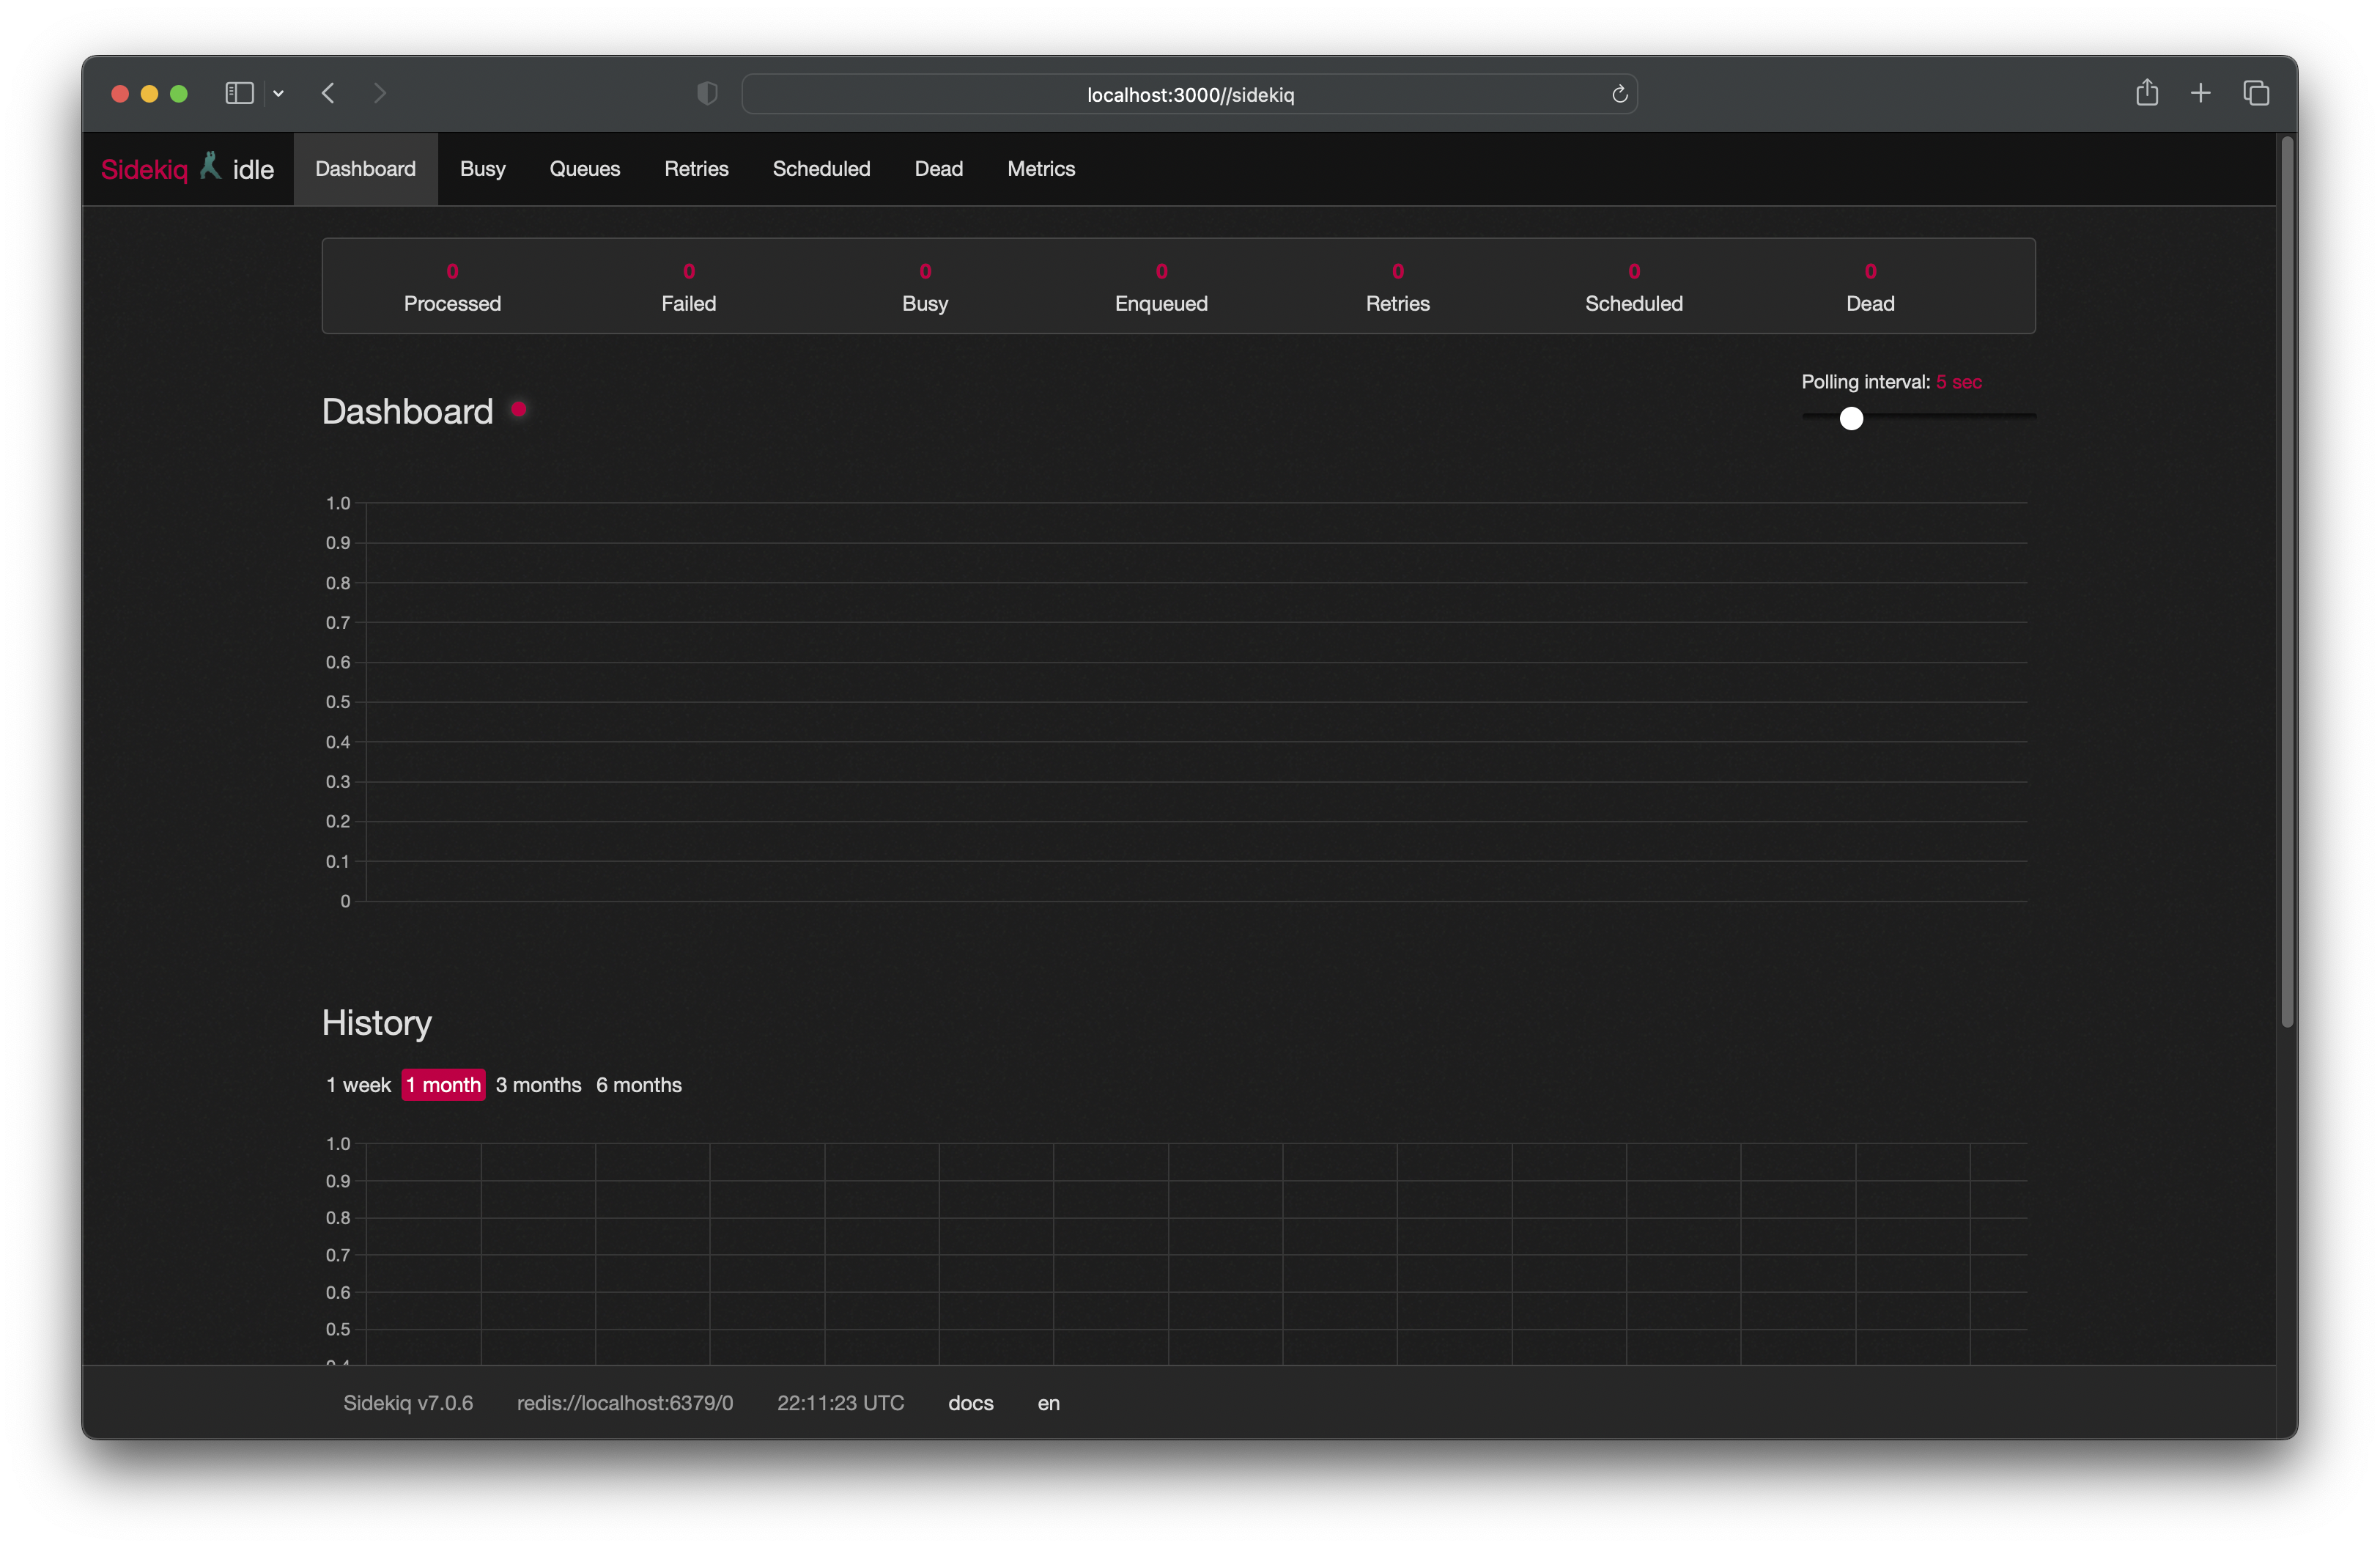 localhost:3000//sidekiq
Sidekiq idle Dashboard Busy Queues Retries Scheduled Dead Metrics
0 0 0 0 0 0 0
Processed Failed Busy Enqueued Retries Scheduled Dead
Polling interval: 5 sec
Dashboard
1.0
0.9
0.8
0.7
0.6
0.5
0.4
0.3
0.2
0.1
0
History
1 week 1 month 3 months 6 months
1.0
0.9
0.8
0.7
0.6
0.5
0.4
Sidekiq v7.0.6 redis://localhost:6379/0 22:11:23 UTC docs en